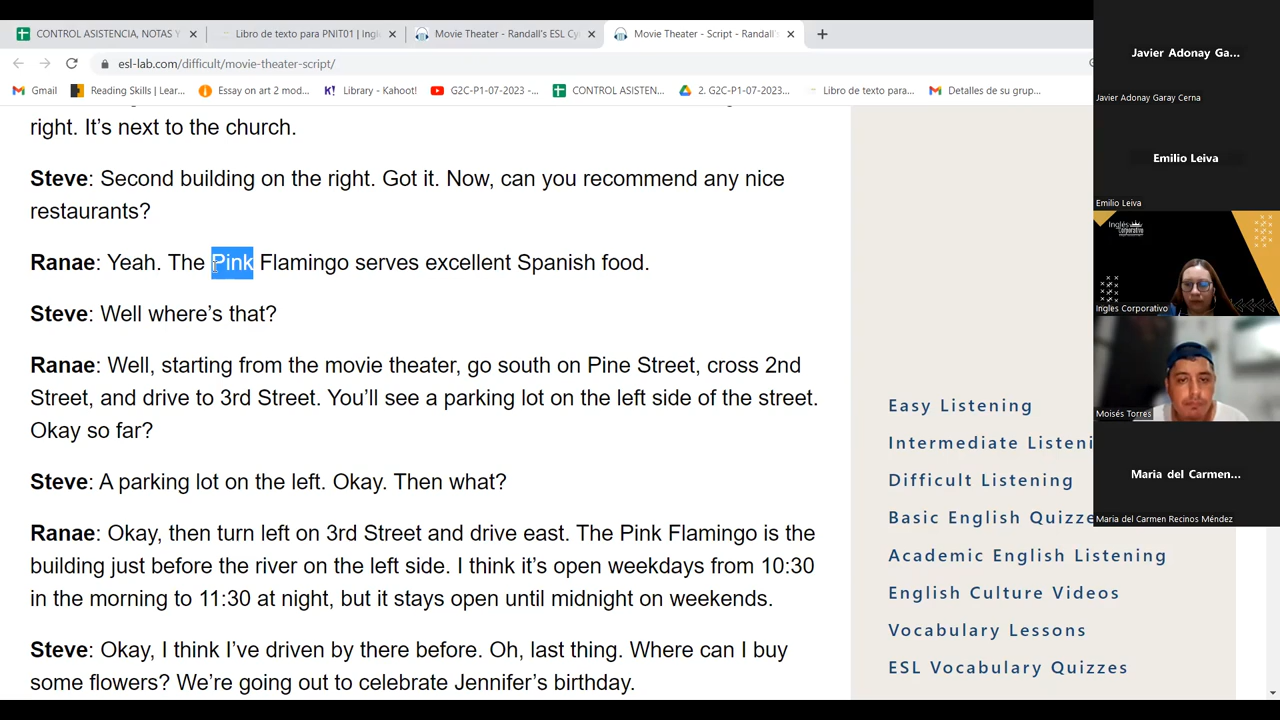 CONTROL ASISTENCIA, NOTAS Y
Libro de texto para PNIT01 | Ingl
Movie Theater - Randall's ESL Cy
Movie Theater - Script - Randall's
esl-lab.com/difficult/movie-theater-script/
Gmail
Reading Skills | Lear...
Essay on art 2 mod...
Library - Kahoot!
G2C-P1-07-2023 -...
CONTROL ASISTEN...
2. G2C-P1-07-2023...
Libro de texto para...
Detalles de su grup...
right. It's next to the church.
Steve: Second building on the right. Got it. Now, can you recommend any nice
restaurants?
Ranae: Yeah. The Pink Flamingo serves excellent Spanish food.
Steve: Well where's that?
Ranae: Well, starting from the movie theater, go south on Pine Street, cross 2nd
Street, and drive to 3rd Street. You'll see a parking lot on the left side of the street.
Okay so far?
Steve: A parking lot on the left. Okay. Then what?
Ranae: Okay, then turn left on 3rd Street and drive east. The Pink Flamingo is the
building just before the river on the left side. I think it's open weekdays from 10:30
in the morning to 11:30 at night, but it stays open until midnight on weekends.
Steve: Okay, I think I've driven by there before. Oh, last thing. Where can I buy
some flowers? We're going out to celebrate Jennifer's birthday.
Easy Listening
Intermediate Listeni
Difficult Listening
Basic English Quizze
Academic English Listening
English Culture Videos
Vocabulary Lessons
ESL Vocabulary Quizzes
Javier Adonay Ga...
Javier Adonay Garay Cerna
Emilio Leiva
Emilio Leiva
Inglés
Corporativo
Ingles Corporativo
Moisés Torres
Maria del Carmen...
Maria del Carmen Recinos Méndez